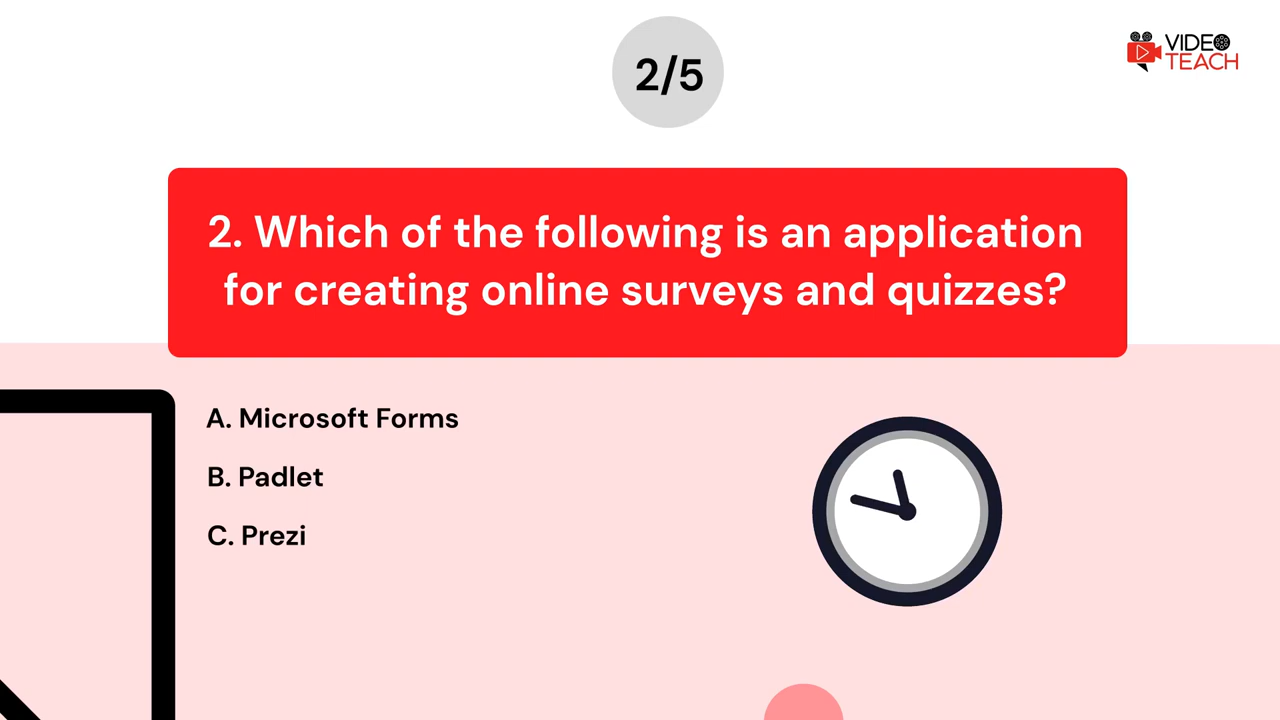 2/5
VIDEO
TEACH
2. Which of the following is an application
for creating online surveys and quizzes?
A. Microsoft Forms
B. Padlet
C. Prezi